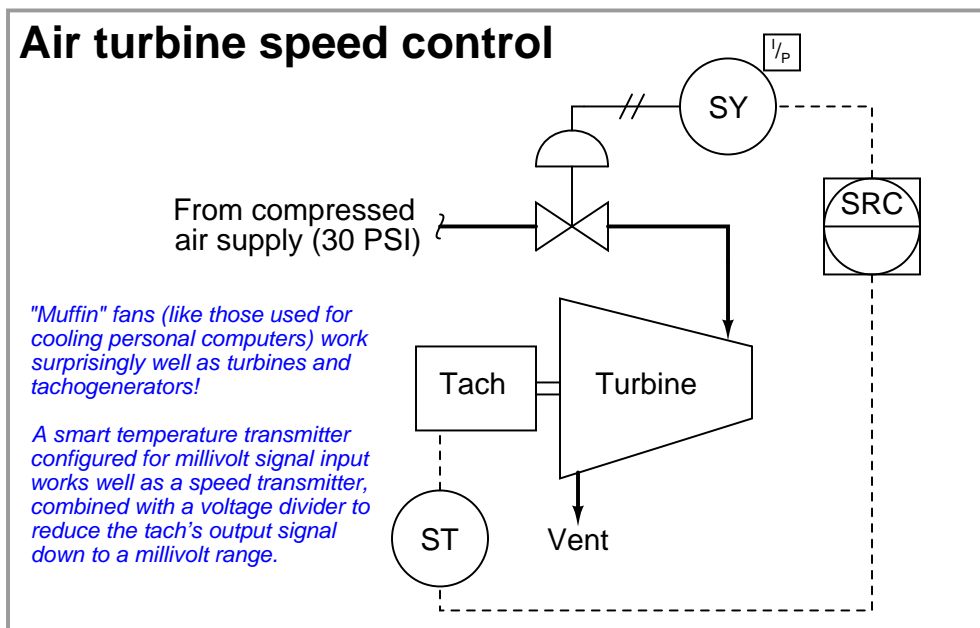 Air turbine speed control
I/P
SY
SRC
From compressed
air supply (30 PSI)
"Muffin" fans (like those used for
cooling personal computers) work
surprisingly well as turbines and
tachogenerators!
Tach
Turbine
A smart temperature transmitter
configured for millivolt signal input
works well as a speed transmitter,
combined with a voltage divider to
reduce the tach's output signal
down to a millivolt range.
ST
Vent